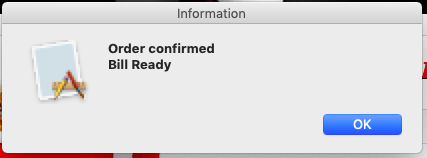 Information
Order confirmed
Bill Ready
OK